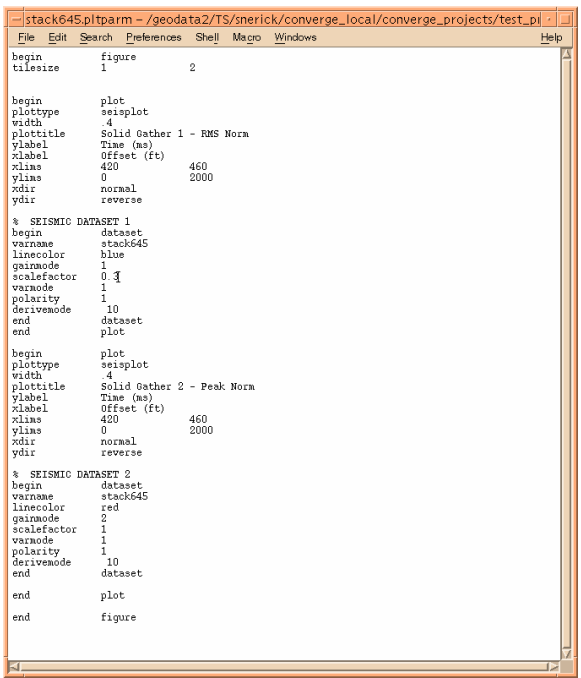 stack645.pltparm – /geodata2/TS/snerick/converge_local/converge_projects/test_pr
File Edit Search Preferences Shell Macro Windows Help
begin figure
tilesize 1 2
begin plot
plottype seisplot
width .4
plottitle Solid Gather 1 - RMS Norm
ylabel Time (ms)
xlabel Offset (ft)
xlims 420 460
ylims 0 2000
xdir normal
ydir reverse
% SEISMIC DATASET 1
begin dataset
varname stack645
linecolor blue
gainmode 1
scalefactor 0.3
varmode 1
polarity 1
derivemode 10
end dataset
end plot
begin plot
plottype seisplot
width .4
plottitle Solid Gather 2 - Peak Norm
ylabel Time (ms)
xlabel Offset (ft)
xlims 420 460
ylims 0 2000
xdir normal
ydir reverse
% SEISMIC DATASET 2
begin dataset
varname stack645
linecolor red
gainmode 2
scalefactor 1
varmode 1
polarity 1
derivemode 10
end dataset
end plot
end figure